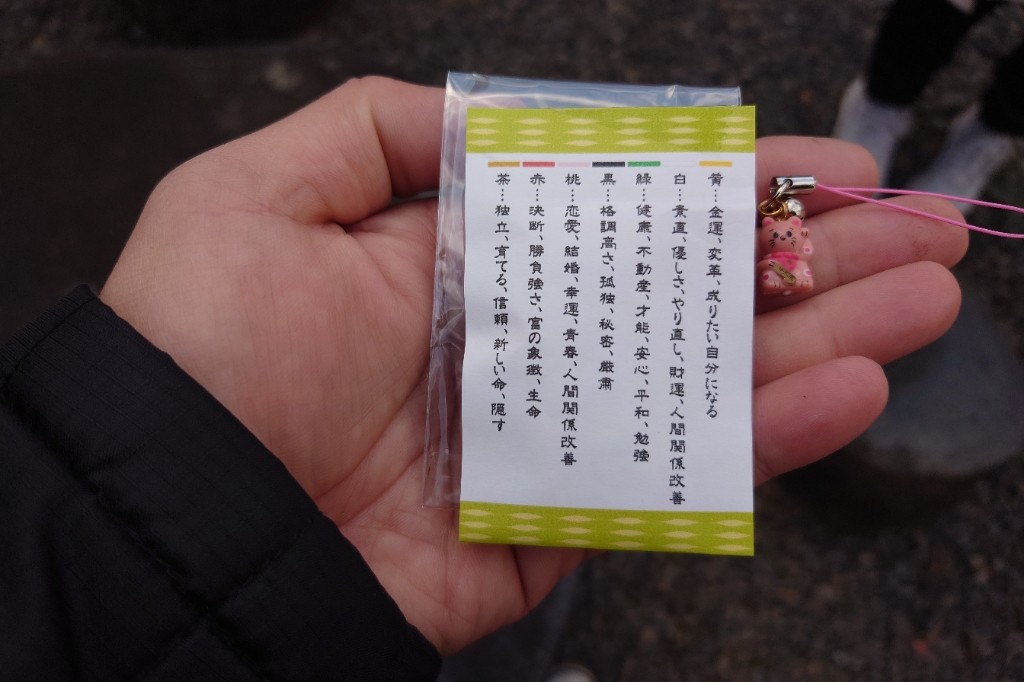 黄…金運、変革、成りたい自分になる
白…素直、優しさ、やり直し、財運、人間関係改善
緑…健康、不動産、才能、安心、平和、勉強
黒…格調高さ、孤独、秘密、厳粛
桃…恋愛、結婚、幸運、青春、人間関係改善
赤…決断、勝負強さ、富の象徴、生命
茶…独立、育てる、信頼、新しい命、隠す